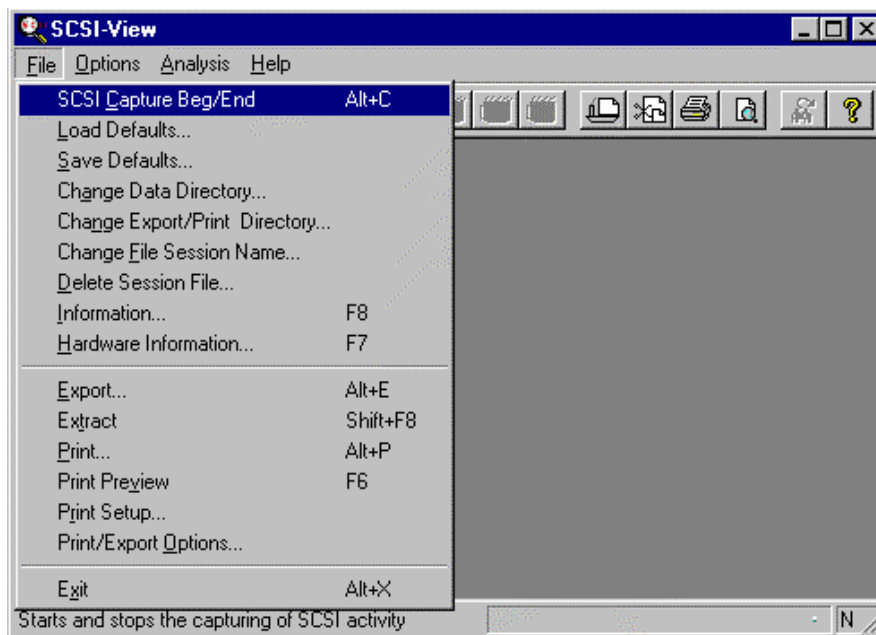 SCSI-View
File Options Analysis Help
SCSI Capture Beg/End Alt+C
Load Defaults...
Save Defaults...
Change Data Directory...
Change Export/Print Directory...
Change File Session Name...
Delete Session File...
Information... F8
Hardware Information... F7
Export... Alt+E
Extract Shift+F8
Print... Alt+P
Print Preview F6
Print Setup...
Print/Export Options...
Exit Alt+X
Starts and stops the capturing of SCSI activity N